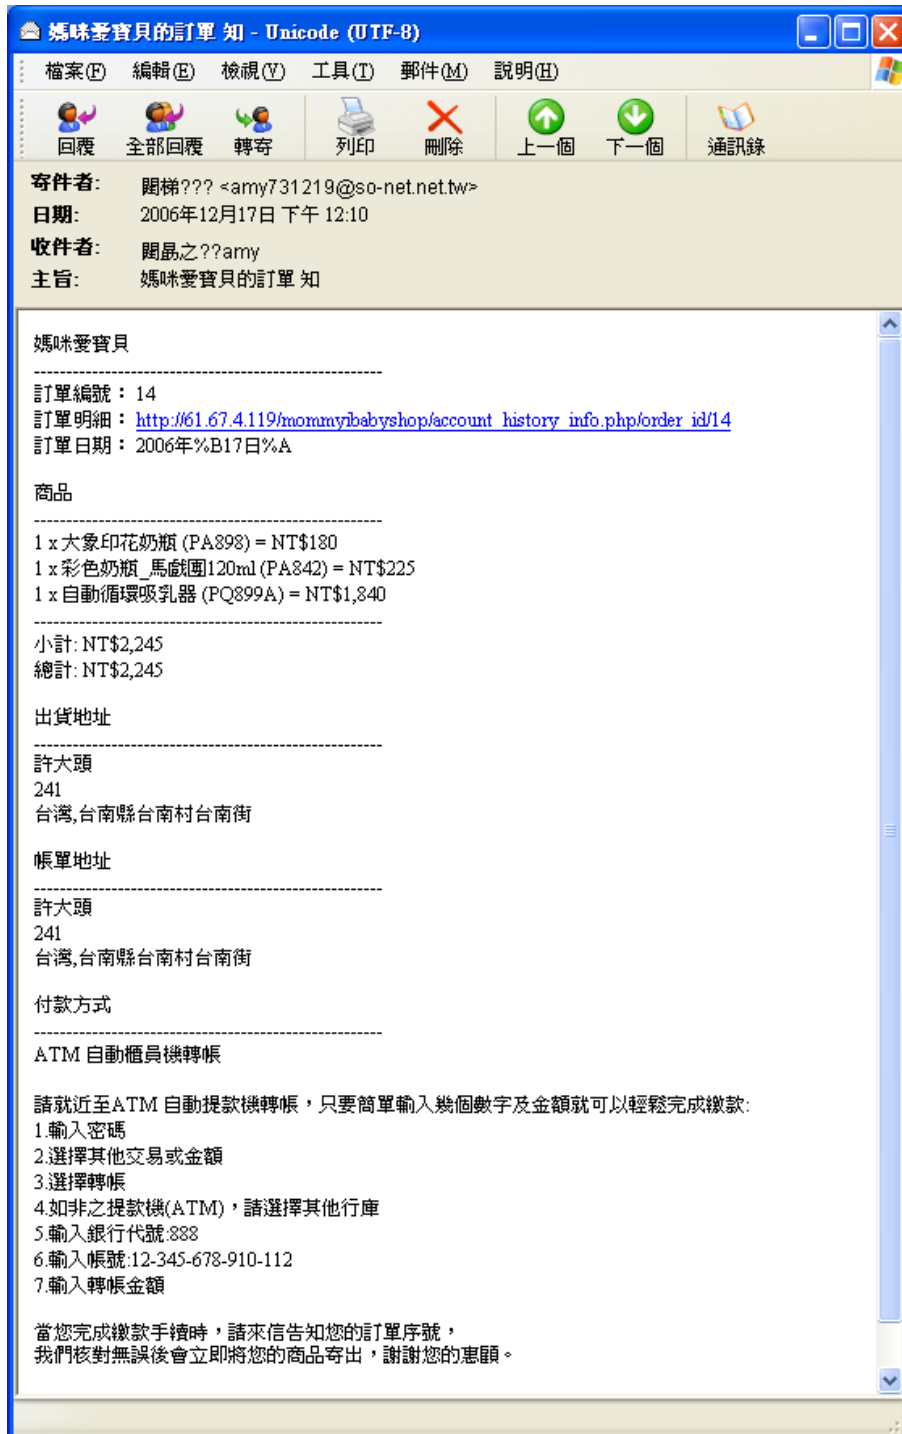 媽咪愛寶貝的訂單 知 - Unicode (UTF-8)
檔案(F) 編輯(E) 檢視(V) 工具(T) 郵件(M) 說明(H)
回覆 全部回覆 轉寄 列印 刪除 上一個 下一個 通訊錄
寄件者: 閮梯??? <amy731219@so-net.net.tw>
日期: 2006年12月17日 下午 12:10
收件者: 閮勗之??amy
主旨: 媽咪愛寶貝的訂單 知
媽咪愛寶貝
------------------------------------------------------
訂單編號： 14
訂單明細： http://61.67.4.119/mommyibabyshop/account_history_info.php/order_id/14
訂單日期： 2006年%B17日%A
商品
------------------------------------------------------
1 x 大象印花奶瓶 (PA898) = NT$180
1 x 彩色奶瓶_馬戲團120ml (PA842) = NT$225
1 x 自動循環吸乳器 (PQ899A) = NT$1,840
------------------------------------------------------
小計: NT$2,245
總計: NT$2,245
出貨地址
------------------------------------------------------
許大頭
241
台灣,台南縣台南村台南街
帳單地址
------------------------------------------------------
許大頭
241
台灣,台南縣台南村台南街
付款方式
------------------------------------------------------
ATM 自動櫃員機轉帳
請就近至ATM 自動提款機轉帳，只要簡單輸入幾個數字及金額就可以輕鬆完成繳款:
1.輸入密碼
2.選擇其他交易或金額
3.選擇轉帳
4.如非之提款機(ATM)，請選擇其他行庫
5.輸入銀行代號:888
6.輸入帳號:12-345-678-910-112
7.輸入轉帳金額
當您完成繳款手續時，請來信告知您的訂單序號，
我們核對無誤後會立即將您的商品寄出，謝謝您的惠顧。